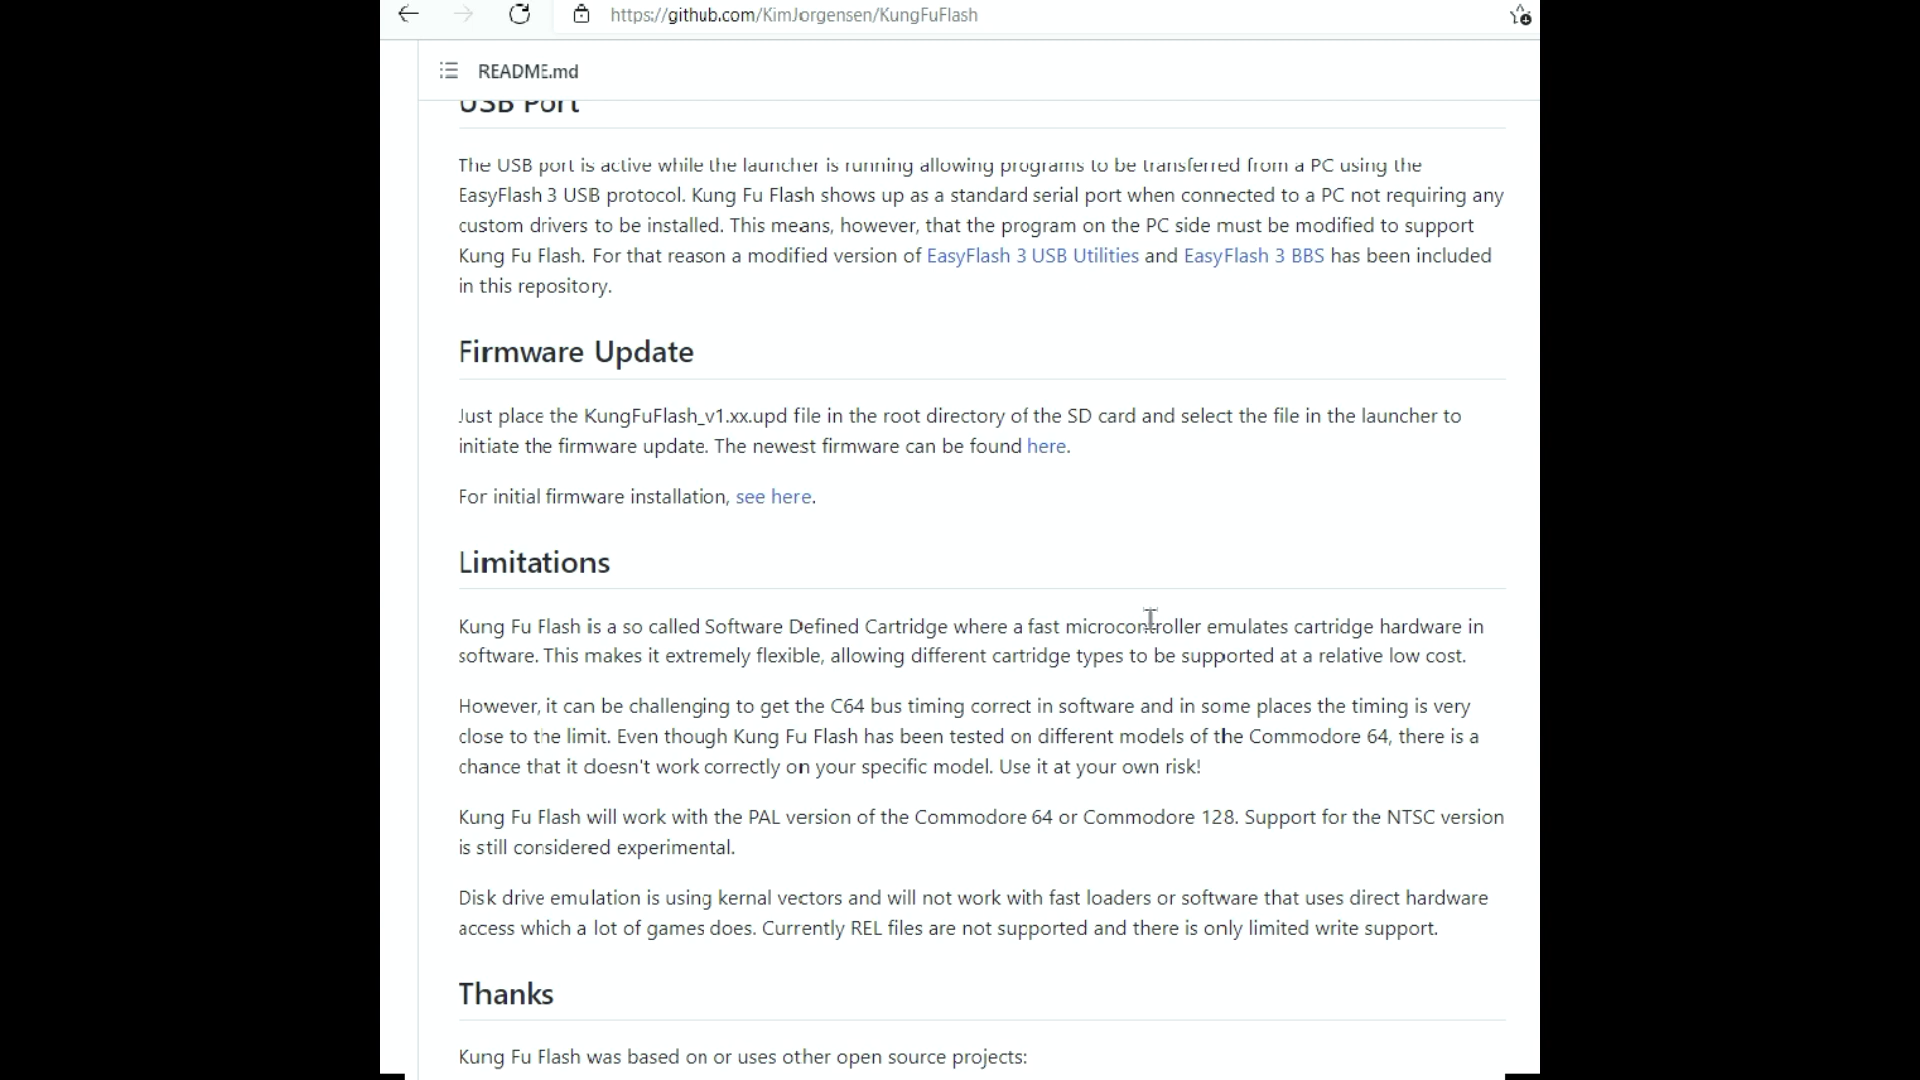 https://github.com/KimJorgensen/KungFuFlash
README.md
USB Port
The USB port is active while the launcher is running allowing programs to be transferred from a PC using the
EasyFlash 3 USB protocol. Kung Fu Flash shows up as a standard serial port when connected to a PC not requiring any
custom drivers to be installed. This means, however, that the program on the PC side must be modified to support
Kung Fu Flash. For that reason a modified version of EasyFlash 3 USB Utilities and EasyFlash 3 BBS has been included
in this repository.
Firmware Update
Just place the KungFuFlash_v1.xx.upd file in the root directory of the SD card and select the file in the launcher to
initiate the firmware update. The newest firmware can be found here.
For initial firmware installation, see here.
Limitations
Kung Fu Flash is a so called Software Defined Cartridge where a fast microcontroller emulates cartridge hardware in
software. This makes it extremely flexible, allowing different cartridge types to be supported at a relative low cost.
However, it can be challenging to get the C64 bus timing correct in software and in some places the timing is very
close to the limit. Even though Kung Fu Flash has been tested on different models of the Commodore 64, there is a
chance that it doesn't work correctly on your specific model. Use it at your own risk!
Kung Fu Flash will work with the PAL version of the Commodore 64 or Commodore 128. Support for the NTSC version
is still considered experimental.
Disk drive emulation is using kernal vectors and will not work with fast loaders or software that uses direct hardware
access which a lot of games does. Currently REL files are not supported and there is only limited write support.
Thanks
Kung Fu Flash was based on or uses other open source projects: